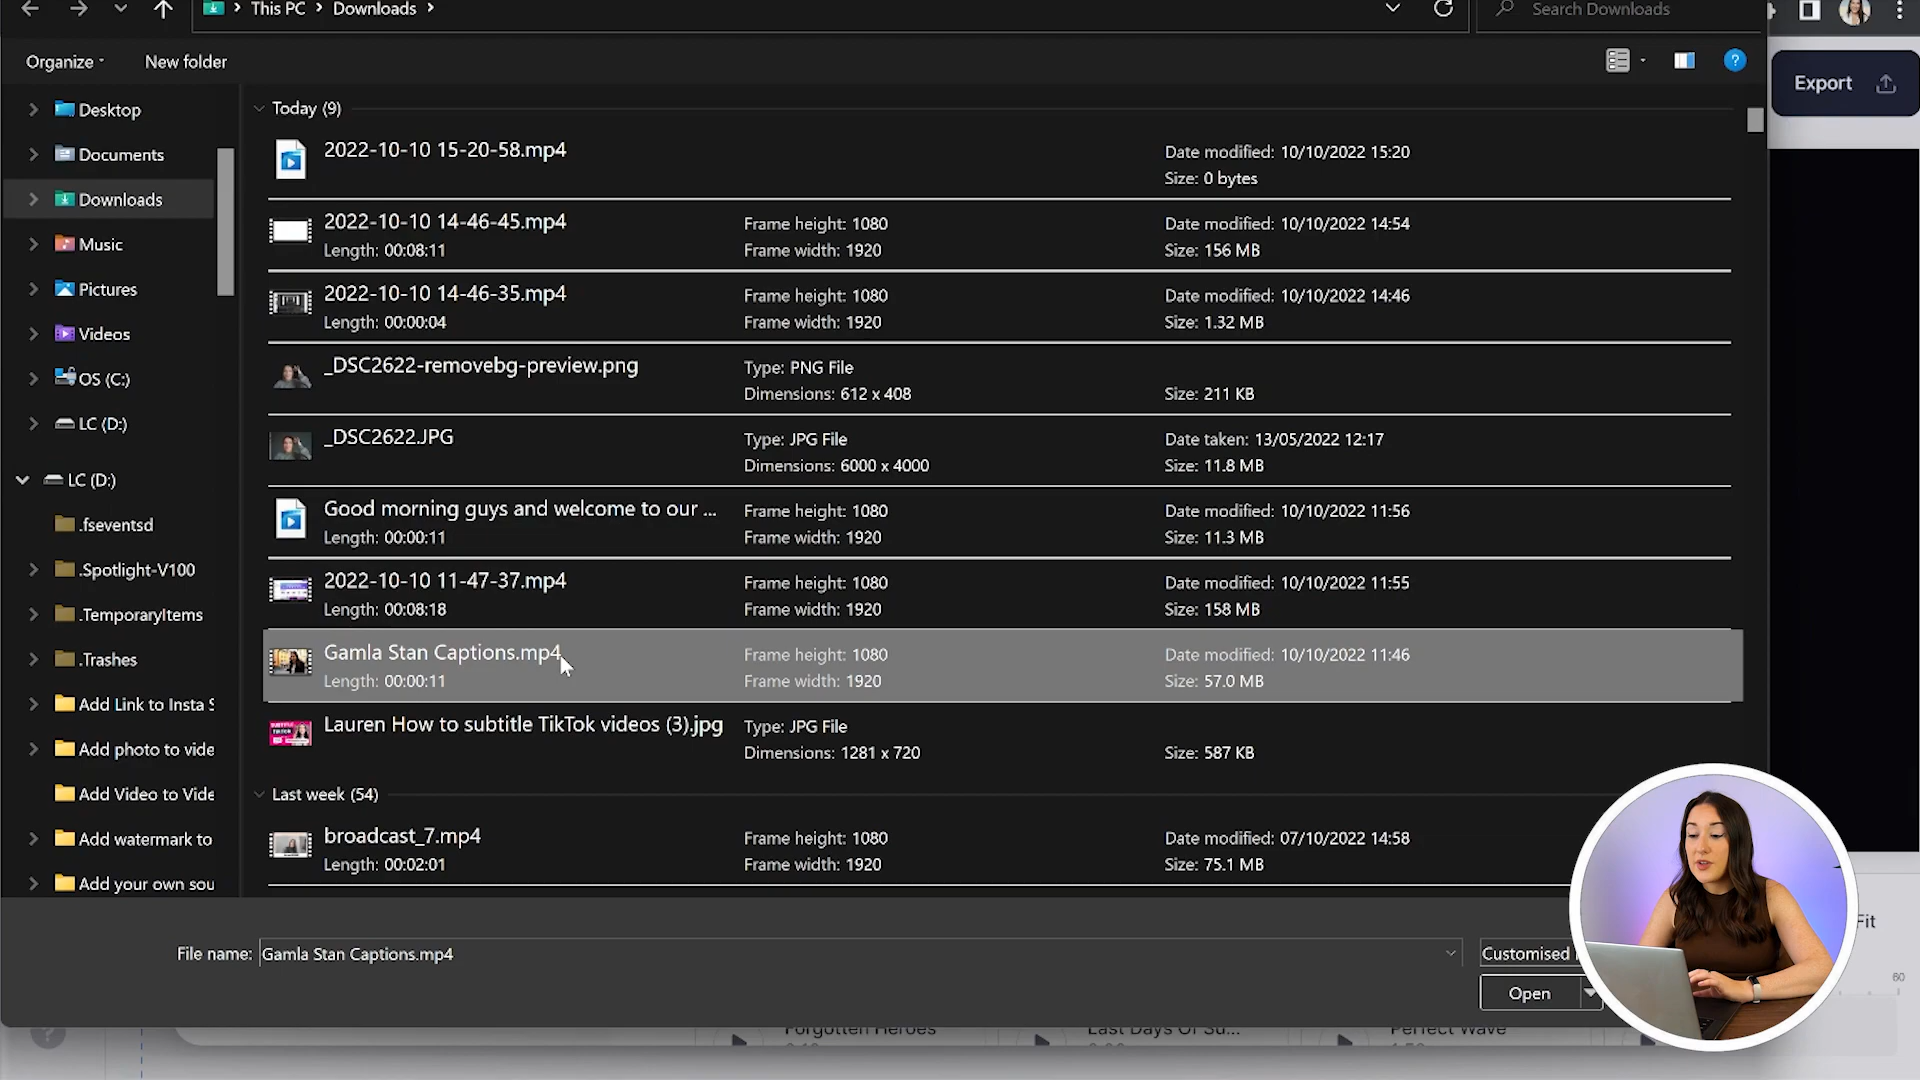 This PC > Downloads >
Search Downloads
Organize
New folder
Export
Desktop
Documents
Downloads
Music
Pictures
Videos
OS (C:)
LC (D:)
LC (D:)
.fseventsd
.Spotlight-V100
.TemporaryItems
.Trashes
Add Link to Insta S
Add photo to vide
Add Video to Vide
Add watermark to
Add your own sou
Today (9)
2022-10-10 15-20-58.mp4
Date modified: 10/10/2022 15:20
Size: 0 bytes
2022-10-10 14-46-45.mp4
Length: 00:08:11
Frame height: 1080
Frame width: 1920
Date modified: 10/10/2022 14:54
Size: 156 MB
2022-10-10 14-46-35.mp4
Length: 00:00:04
Frame height: 1080
Frame width: 1920
Date modified: 10/10/2022 14:46
Size: 1.32 MB
_DSC2622-removebg-preview.png
Type: PNG File
Dimensions: 612 x 408
Size: 211 KB
_DSC2622.JPG
Type: JPG File
Dimensions: 6000 x 4000
Date taken: 13/05/2022 12:17
Size: 11.8 MB
Good morning guys and welcome to our ...
Length: 00:00:11
Frame height: 1080
Frame width: 1920
Date modified: 10/10/2022 11:56
Size: 11.3 MB
2022-10-10 11-47-37.mp4
Length: 00:08:18
Frame height: 1080
Frame width: 1920
Date modified: 10/10/2022 11:55
Size: 158 MB
Gamla Stan Captions.mp4
Length: 00:00:11
Frame height: 1080
Frame width: 1920
Date modified: 10/10/2022 11:46
Size: 57.0 MB
Lauren How to subtitle TikTok videos (3).jpg
Type: JPG File
Dimensions: 1281 x 720
Size: 587 KB
Last week (54)
broadcast_7.mp4
Length: 00:02:01
Frame height: 1080
Frame width: 1920
Date modified: 07/10/2022 14:58
Size: 75.1 MB
File name: Gamla Stan Captions.mp4
Customised
Open
Fit
60
Forgotten Heroes
Last Days Of Su...
Perfect Wave